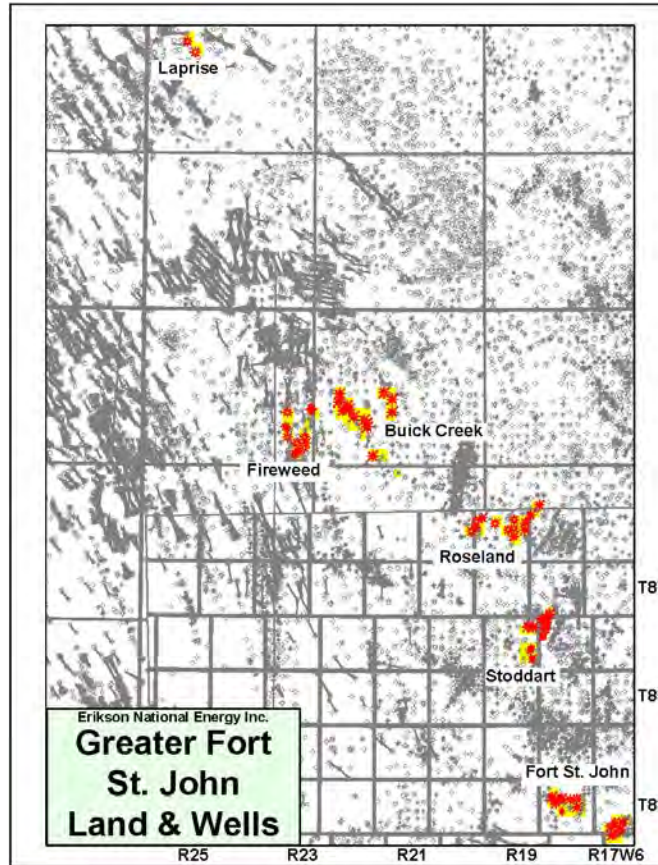 Laprise
Buick Creek
Fireweed
Roseland
T8
Stoddart
T8
Erikson National Energy Inc.
Greater Fort
St. John
Land & Wells
Fort St. John
T8
R25 R23 R21 R19 R17W6